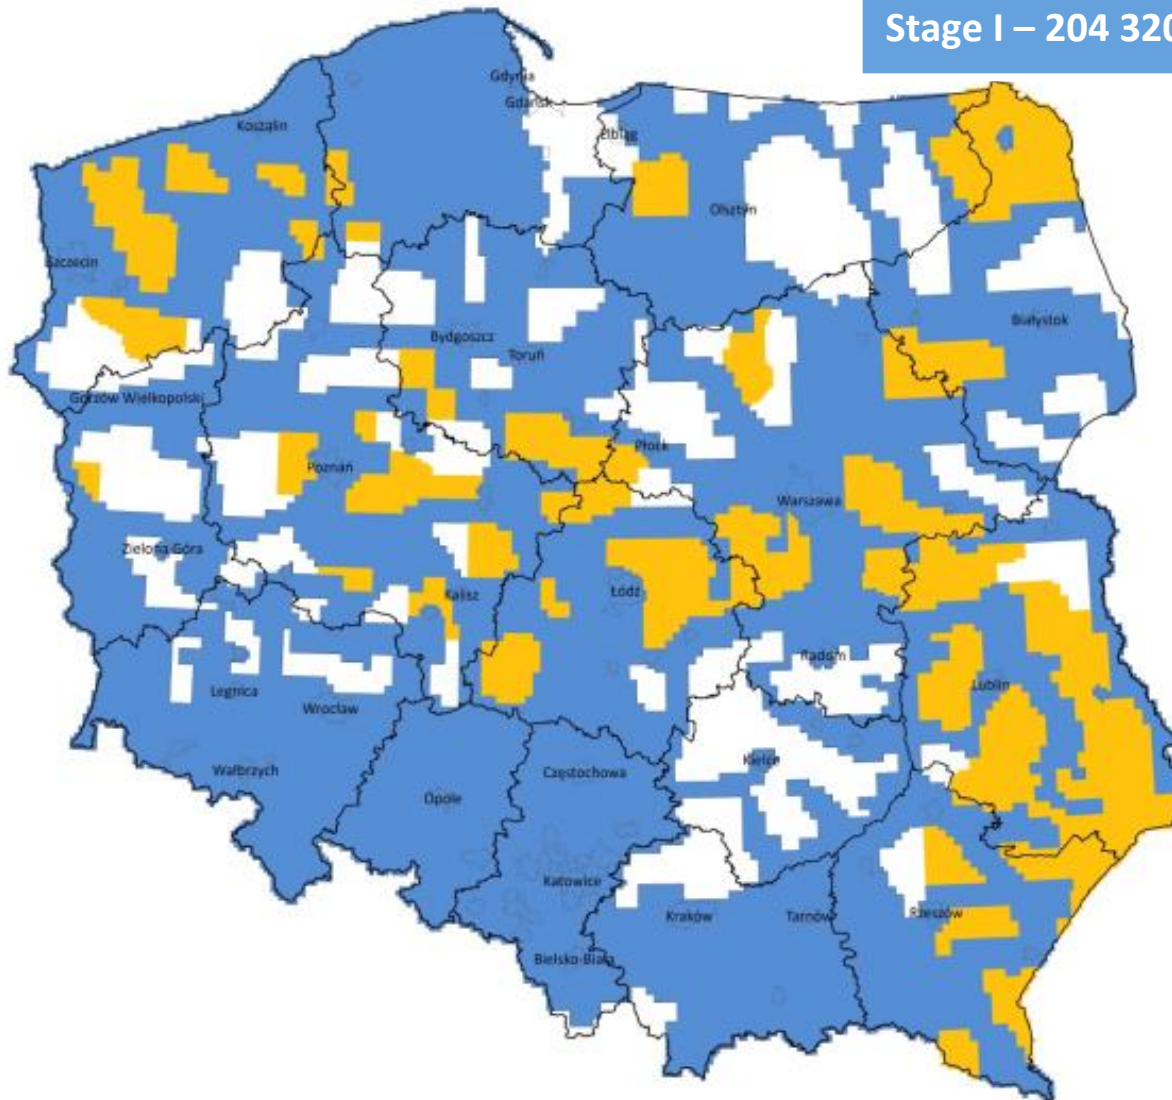 Stage I – 204 320
Gdynia
Gdańsk
Koszalin
Elbląg
Olsztyn
Szczecin
Białystok
Bydgoszcz
Toruń
Gorzów Wielkopolski
Płock
Poznań
Warszawa
Zielona Góra
Kalisz
Łódź
Radom
Lublin
Legnica
Wrocław
Kielce
Wałbrzych
Częstochowa
Opole
Katowice
Kraków
Tarnów
Rzeszów
Bielsko-Biała